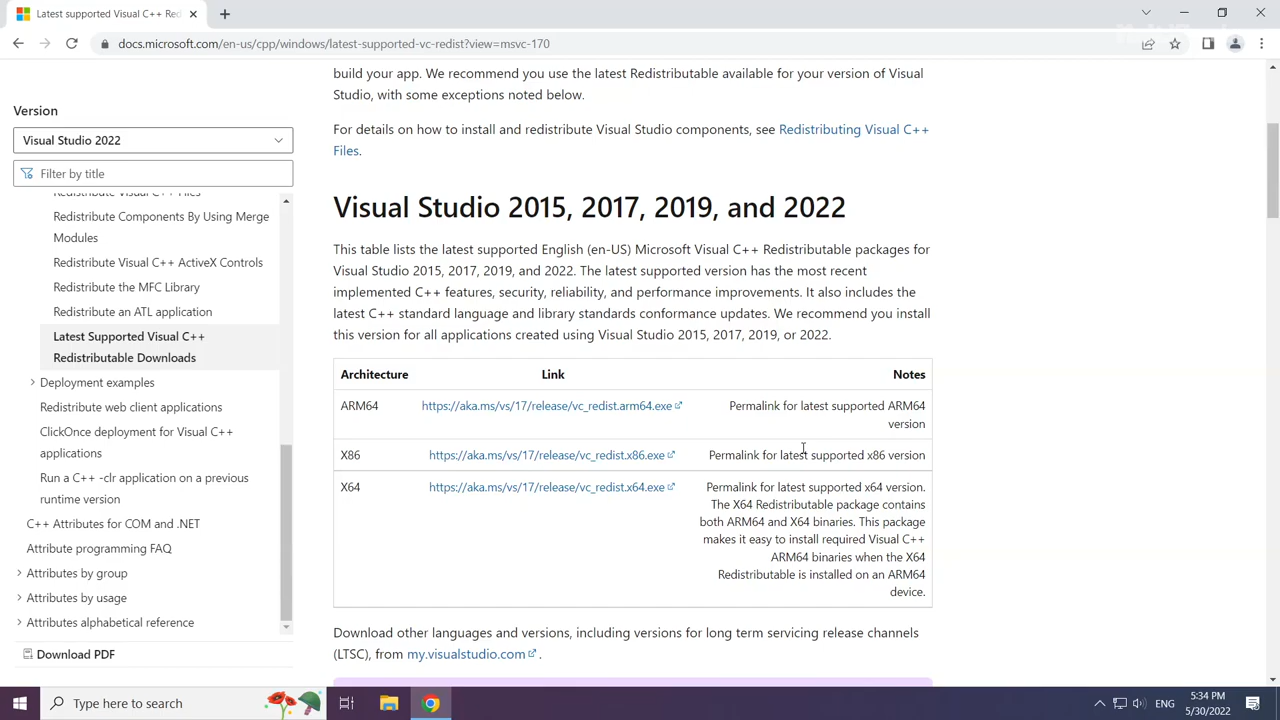 Latest supported Visual C++ Red
docs.microsoft.com/en-us/cpp/windows/latest-supported-vc-redist?view=msvc-170
Version
Visual Studio 2022
Filter by title
Redistribute Visual C++ Files
Redistribute Components By Using Merge
Modules
Redistribute Visual C++ ActiveX Controls
Redistribute the MFC Library
Redistribute an ATL application
Latest Supported Visual C++
Redistributable Downloads
Deployment examples
Redistribute web client applications
ClickOnce deployment for Visual C++
applications
Run a C++ -clr application on a previous
runtime version
C++ Attributes for COM and .NET
Attribute programming FAQ
Attributes by group
Attributes by usage
Attributes alphabetical reference
Download PDF
build your app. We recommend you use the latest Redistributable available for your version of Visual
Studio, with some exceptions noted below.
For details on how to install and redistribute Visual Studio components, see Redistributing Visual C++
Files.
Visual Studio 2015, 2017, 2019, and 2022
This table lists the latest supported English (en-US) Microsoft Visual C++ Redistributable packages for
Visual Studio 2015, 2017, 2019, and 2022. The latest supported version has the most recent
implemented C++ features, security, reliability, and performance improvements. It also includes the
latest C++ standard language and library standards conformance updates. We recommend you install
this version for all applications created using Visual Studio 2015, 2017, 2019, or 2022.
Architecture Link Notes
ARM64 https://aka.ms/vs/17/release/vc_redist.arm64.exe Permalink for latest supported ARM64
version
X86 https://aka.ms/vs/17/release/vc_redist.x86.exe Permalink for latest supported x86 version
X64 https://aka.ms/vs/17/release/vc_redist.x64.exe Permalink for latest supported x64 version.
The X64 Redistributable package contains
both ARM64 and X64 binaries. This package
makes it easy to install required Visual C++
ARM64 binaries when the X64
Redistributable is installed on an ARM64
device.
Download other languages and versions, including versions for long term servicing release channels
(LTSC), from my.visualstudio.com .
Type here to search
ENG
5:34 PM
5/30/2022